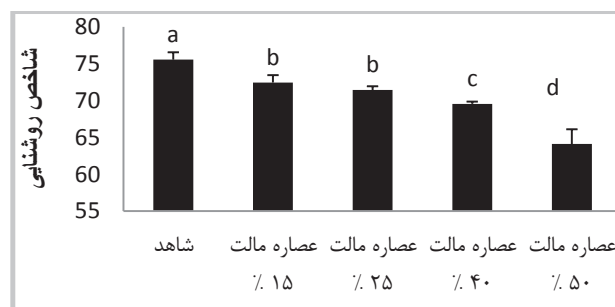 شاخص روشنایی
80
75
70
65
60
55
a
b
b
c
d
شاهد
عصاره مالت
۱۵ ٪
عصاره مالت
۲۵ ٪
عصاره مالت
۴۰ ٪
عصاره مالت
۵۰ ٪